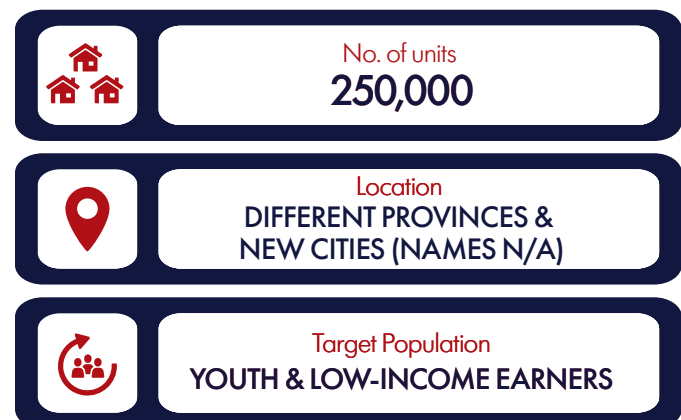 No. of units
250,000
Location
DIFFERENT PROVINCES &
NEW CITIES (NAMES N/A)
Target Population
YOUTH & LOW-INCOME EARNERS